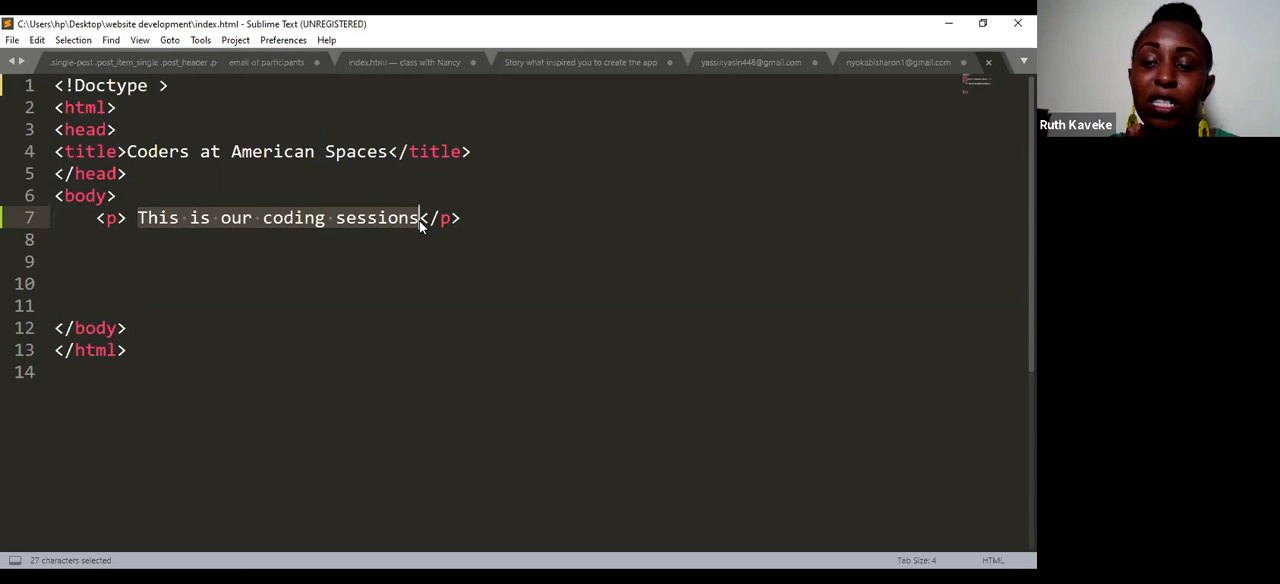 C:\Users\hp\Desktop\website development\index.html - Sublime Text (UNREGISTERED)
File Edit Selection Find View Goto Tools Project Preferences Help
.single-post .post_item_single .post_header .p email of participants index.html — class with Nancy Story what inspired you to create the app yassinyasin448@gmail.com nyokabisharon1@gmail.com
1 <!Doctype >
2 <html>
3 <head>
4 <title>Coders at American Spaces</title>
5 </head>
6 <body>
7 <p> This is our coding sessions</p>
8
9
10
11
12 </body>
13 </html>
14
27 characters selected Tab Size: 4 HTML
Ruth Kaveke